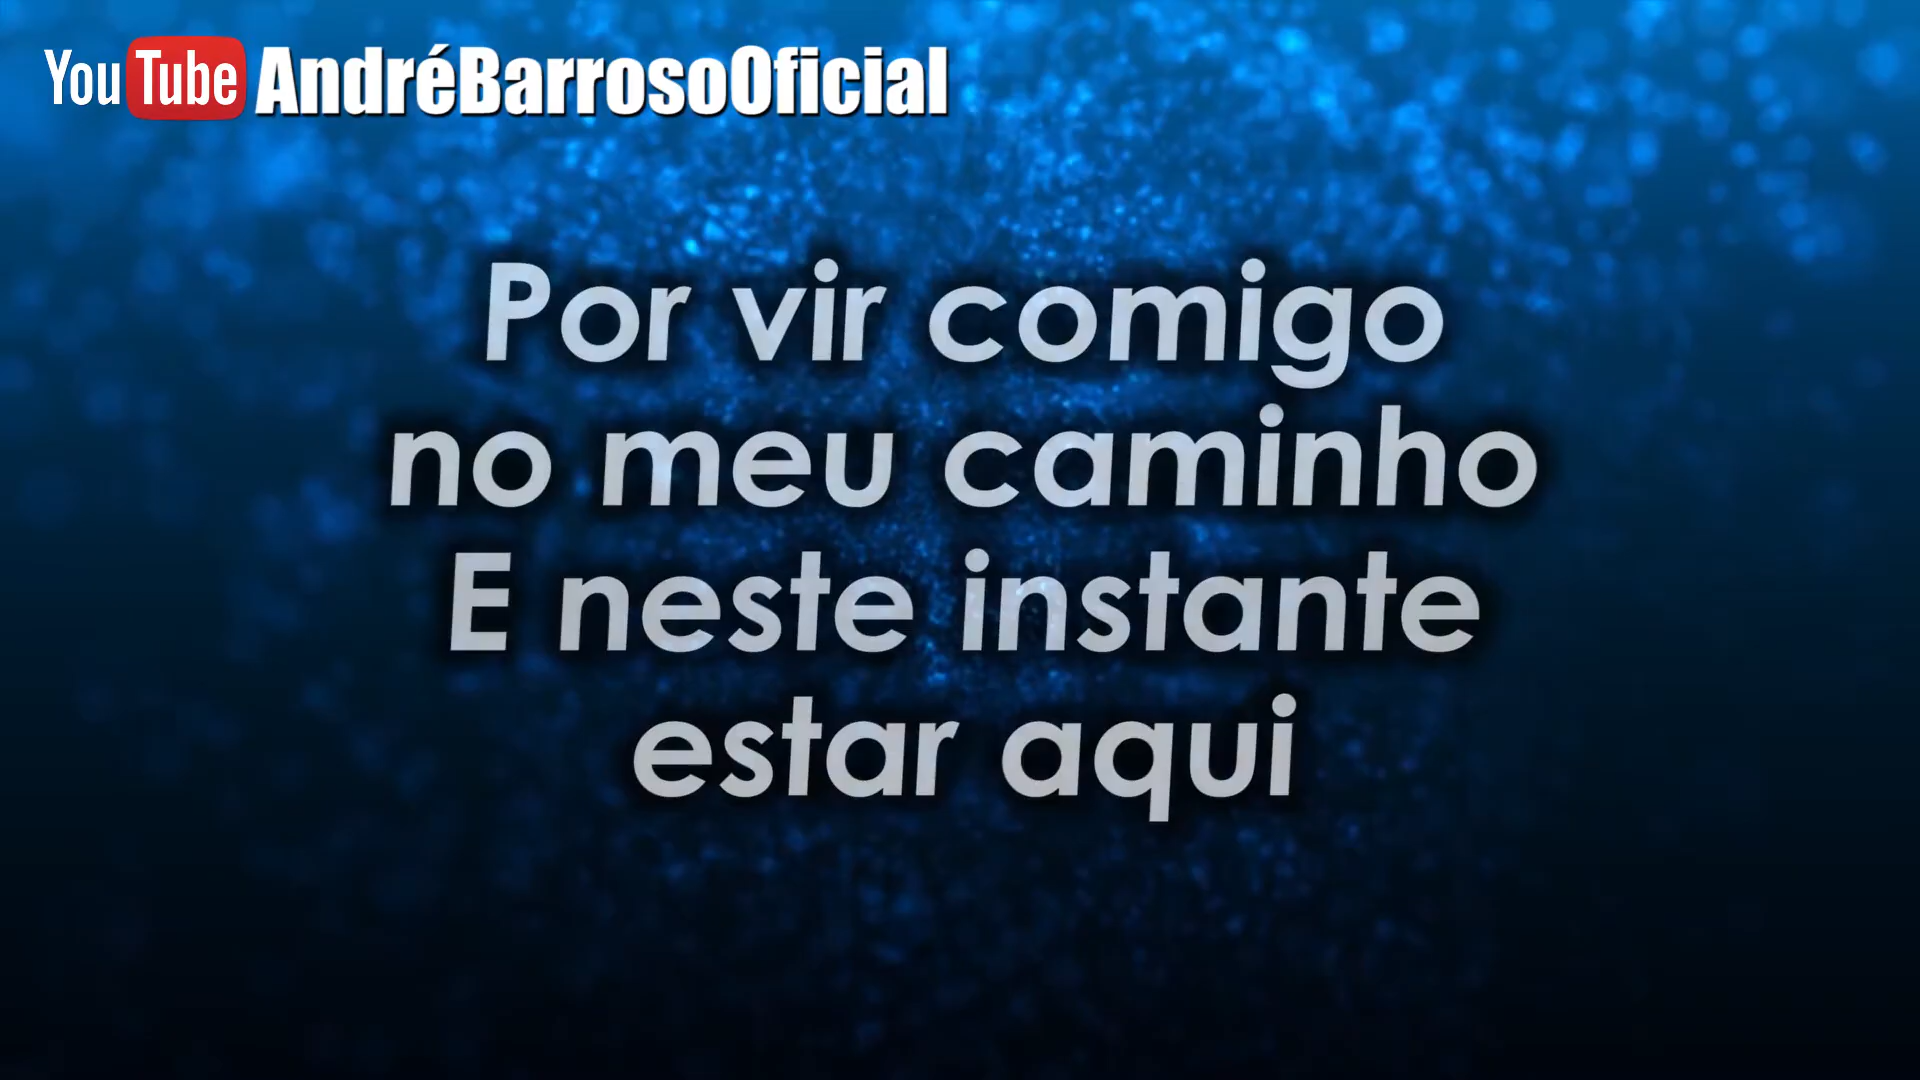 YouTube AndréBarrosoOficial
Por vir comigo
no meu caminho
E neste instante
estar aqui